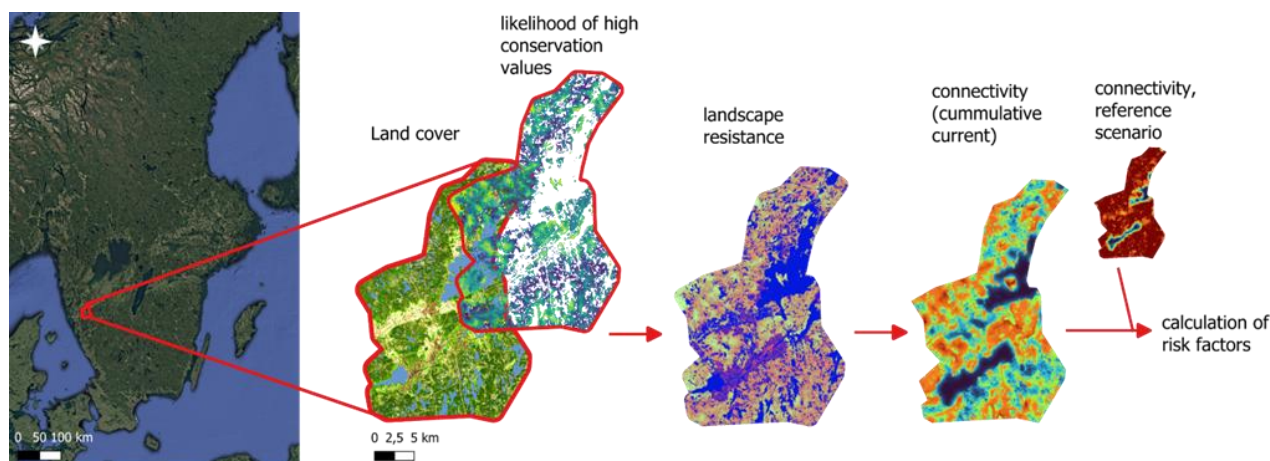 likelihood of high
conservation
values
Land cover
landscape
resistance
connectivity
(cummulative
current)
connectivity,
reference
scenario
calculation of
risk factors
0 50 100 km
0 2,5 5 km